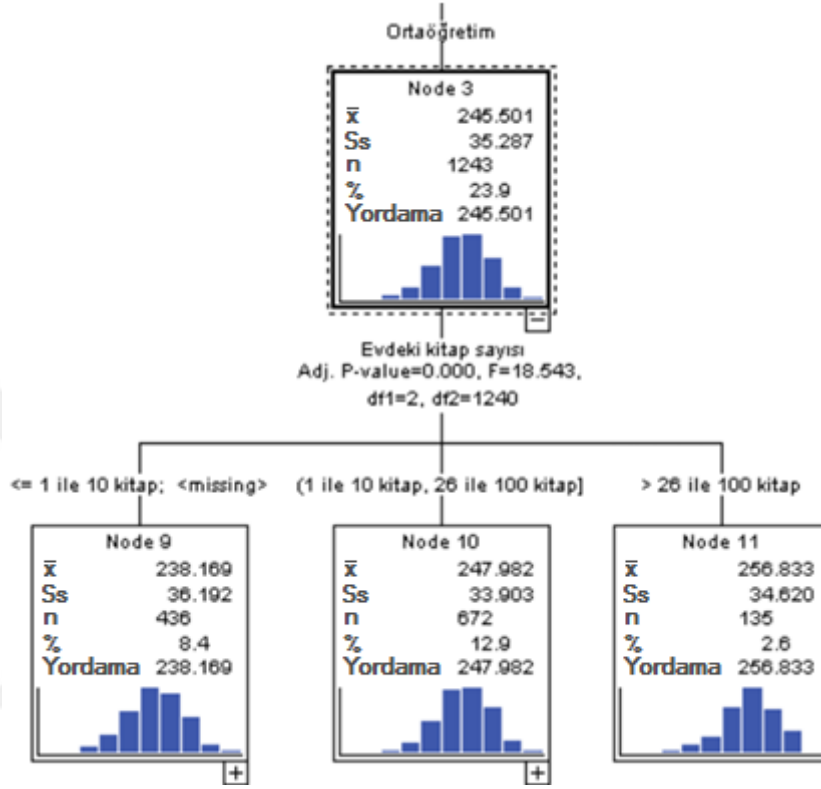 Ortaöğretim
Node 3
x̄ 245.501
Ss 35.287
n 1243
% 23.9
Yordama 245.501
−
Evdeki kitap sayısı
Adj. P-value=0.000, F=18.543,
df1=2, df2=1240
<= 1 ile 10 kitap; <missing>
(1 ile 10 kitap, 26 ile 100 kitap]
> 26 ile 100 kitap
Node 9
x̄ 238.169
Ss 36.192
n 436
% 8.4
Yordama 238.169
+
Node 10
x̄ 247.982
Ss 33.903
n 672
% 12.9
Yordama 247.982
+
Node 11
x̄ 256.833
Ss 34.620
n 135
% 2.6
Yordama 256.833